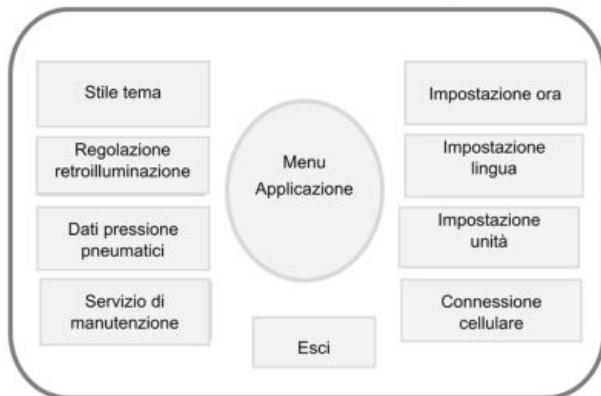 Stile tema
Regolazione
retroilluminazione
Dati pressione
pneumatici
Servizio di
manutenzione
Menu
Applicazione
Esci
Impostazione ora
Impostazione
lingua
Impostazione
unità
Connessione
cellulare